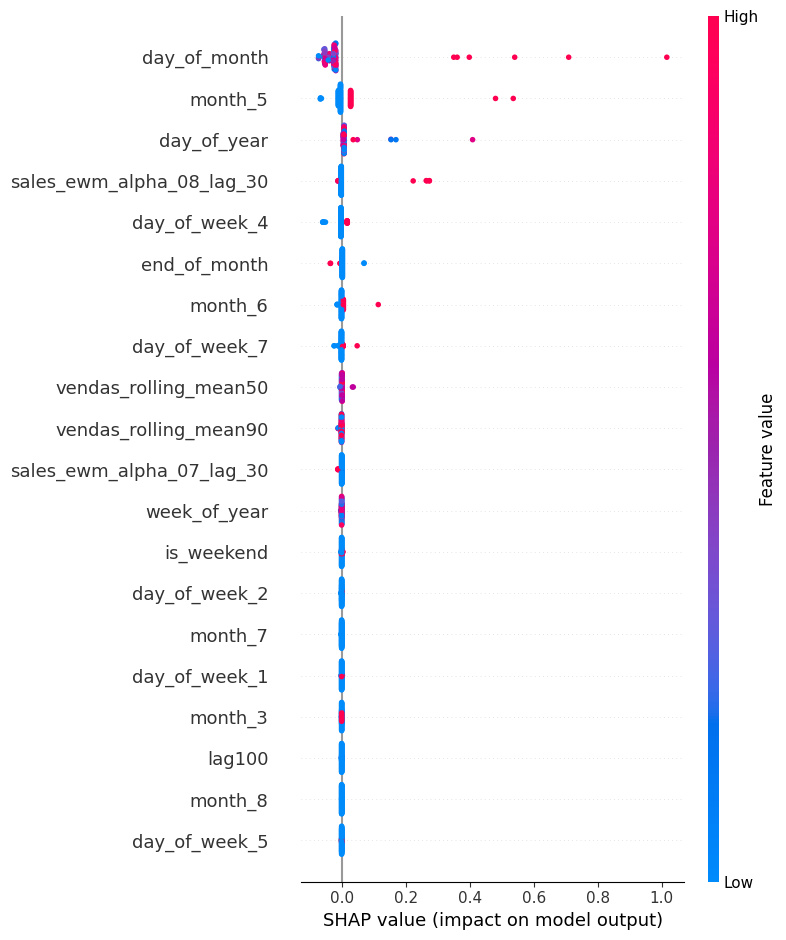 High
day_of_month
month_5
day_of_year
sales_ewm_alpha_08_lag_30
day_of_week_4
end_of_month
month_6
day_of_week_7
vendas_rolling_mean50
vendas_rolling_mean90
sales_ewm_alpha_07_lag_30
week_of_year
is_weekend
day_of_week_2
month_7
day_of_week_1
month_3
lag100
month_8
day_of_week_5
Feature value
Low
0.0 0.2 0.4 0.6 0.8 1.0
SHAP value (impact on model output)